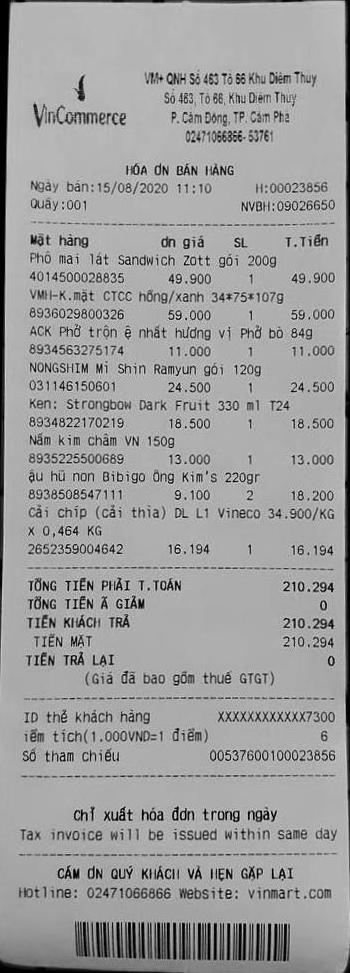 VinCommerce
VM+ QNH Số 463 Tổ 66 Khu Diêm Thuy
Số 463, Tổ 66, Khu Diêm Thuy
P. Cẩm Đông, TP. Cẩm Phả
02471066866- 53761
HÓA ƠN BÁN HÀNG
Ngày bán:15/08/2020 11:10 H:00023856
Quầy:001 NVBH:09026650
Mặt hàng ơn giá SL T.Tiền
Phô mai lát Sandwich Zott gói 200g
4014500028835 49.900 1 49.900
VMH-K.mặt CTCC hồng/xanh 34*75*107g
8936029800326 59.000 1 59.000
ACK Phở trộn ệ nhất hương vị Phở bò 84g
8934563275174 11.000 1 11.000
NONGSHIM Mì Shin Ramyun gói 120g
031146150601 24.500 1 24.500
Ken: Strongbow Dark Fruit 330 ml T24
8934822170219 18.500 1 18.500
Nấm kim châm VN 150g
8935225500689 13.000 1 13.000
ậu hũ non Bibigo Ông Kim's 220gr
8938508547111 9.100 2 18.200
Cải chíp (cải thìa) DL L1 Vineco 34.900/KG
X 0,464 KG
2652359004642 16.194 1 16.194
TỔNG TIỀN PHẢI T.TOÁN 210.294
TỔNG TIỀN Ã GIẢM 0
TIỀN KHÁCH TRẢ 210.294
TIỀN MẶT 210.294
TIỀN TRẢ LẠI 0
(Giá đã bao gồm thuế GTGT)
ID thẻ khách hàng XXXXXXXXXXXX7300
iểm tích(1.000VND=1 điểm) 6
Số tham chiếu 00537600100023856
Chỉ xuất hóa đơn trong ngày
Tax invoice will be issued within same day
CẢM ƠN QUÝ KHÁCH VÀ HẸN GẶP LẠI
Hotline: 02471066866 Website: vinmart.com